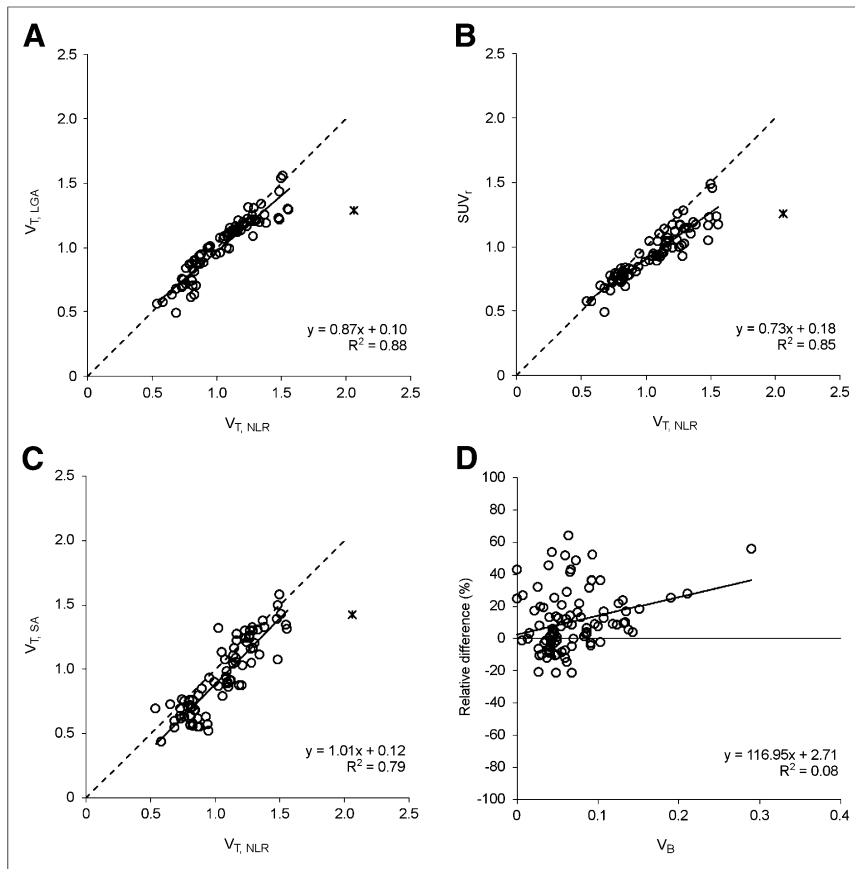 A
2.5
2.0
1.5
1.0
0.5
0
V_T, LGA
0
0.5
1.0
1.5
2.0
2.5
V_T, NLR
y = 0.87x + 0.10
R² = 0.88
B
2.5
2.0
1.5
1.0
0.5
0
SUV_r
0
0.5
1.0
1.5
2.0
2.5
V_T, NLR
y = 0.73x + 0.18
R² = 0.85
C
2.5
2.0
1.5
1.0
0.5
0
V_T, SA
0
0.5
1.0
1.5
2.0
2.5
V_T, NLR
y = 1.01x + 0.12
R² = 0.79
D
100
80
60
40
20
0
-20
-40
-60
-80
-100
Relative difference (%)
0
0.1
0.2
0.3
0.4
V_B
y = 116.95x + 2.71
R² = 0.08